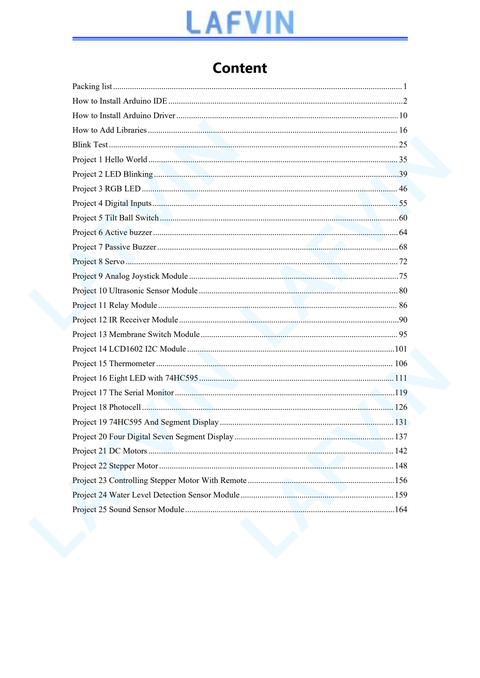 LAFVIN
Content
Packing list 1
How to Install Arduino IDE 2
How to Install Arduino Driver 10
How to Add Libraries 16
Blink Test 25
Project 1 Hello World 35
Project 2 LED Blinking 39
Project 3 RGB LED 46
Project 4 Digital Inputs 55
Project 5 Tilt Ball Switch 60
Project 6 Active buzzer 64
Project 7 Passive Buzzer 68
Project 8 Servo 72
Project 9 Analog Joystick Module 75
Project 10 Ultrasonic Sensor Module 80
Project 11 Relay Module 86
Project 12 IR Receiver Module 90
Project 13 Membrane Switch Module 95
Project 14 LCD1602 I2C Module 101
Project 15 Thermometer 106
Project 16 Eight LED with 74HC595 111
Project 17 The Serial Monitor 119
Project 18 Photocell 126
Project 19 74HC595 And Segment Display 131
Project 20 Four Digital Seven Segment Display 137
Project 21 DC Motors 142
Project 22 Stepper Motor 148
Project 23 Controlling Stepper Motor With Remote 156
Project 24 Water Level Detection Sensor Module 159
Project 25 Sound Sensor Module 164
LAFVIN
LAFVIN
LAFVIN
LAFVIN